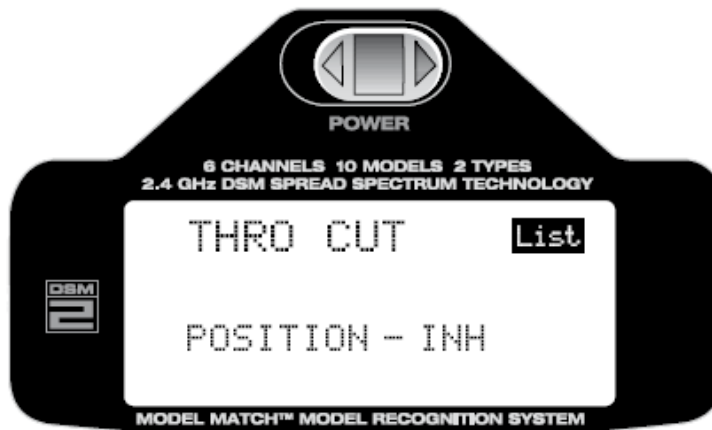 POWER
6 CHANNELS 10 MODELS 2 TYPES
2.4 GHz DSM SPREAD SPECTRUM TECHNOLOGY
THRO CUT List
DSM
2
POSITION - INH
MODEL MATCH™ MODEL RECOGNITION SYSTEM